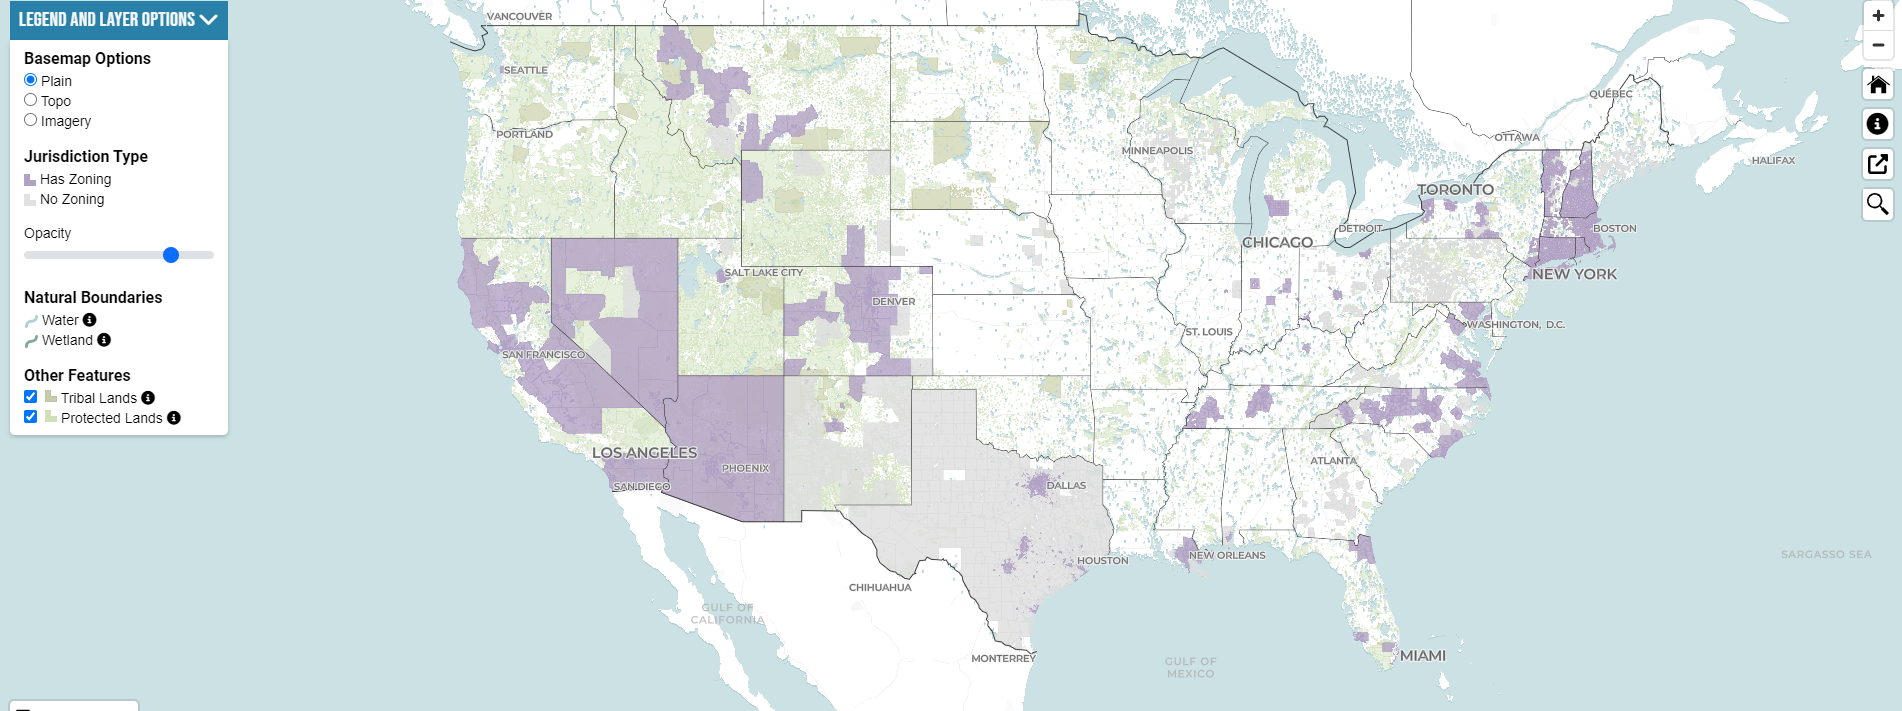 LEGEND AND LAYER OPTIONS
Basemap Options
Plain
Topo
Imagery
Jurisdiction Type
Has Zoning
No Zoning
Opacity
Natural Boundaries
Water
Wetland
Other Features
Tribal Lands
Protected Lands
VANCOUVER
SEATTLE
PORTLAND
MINNEAPOLIS
QUÉBEC
OTTAWA
HALIFAX
TORONTO
DETROIT
BOSTON
CHICAGO
NEW YORK
SALT LAKE CITY
DENVER
ST. LOUIS
WASHINGTON, D.C.
SAN FRANCISCO
LOS ANGELES
PHOENIX
SAN DIEGO
DALLAS
ATLANTA
HOUSTON
NEW ORLEANS
SARGASSO SEA
CHIHUAHUA
GULF OF
CALIFORNIA
MONTERREY
GULF OF
MEXICO
MIAMI